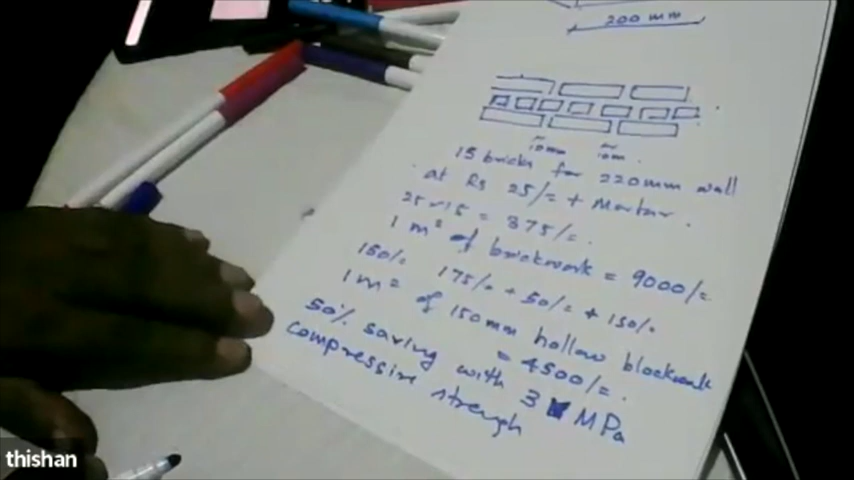 200 mm
10mm 10m
15 bricks for 220mm wall
at Rs 25/= + Mortar.
25 x 15 = 375/=.
1 m² of brickwork = 9000/=
150/= 175/= + 50/= + 150/=
1 m² of 150mm hollow blockwork
= 4500/=.
50% saving with 3 MPa
compressive strength
thishan